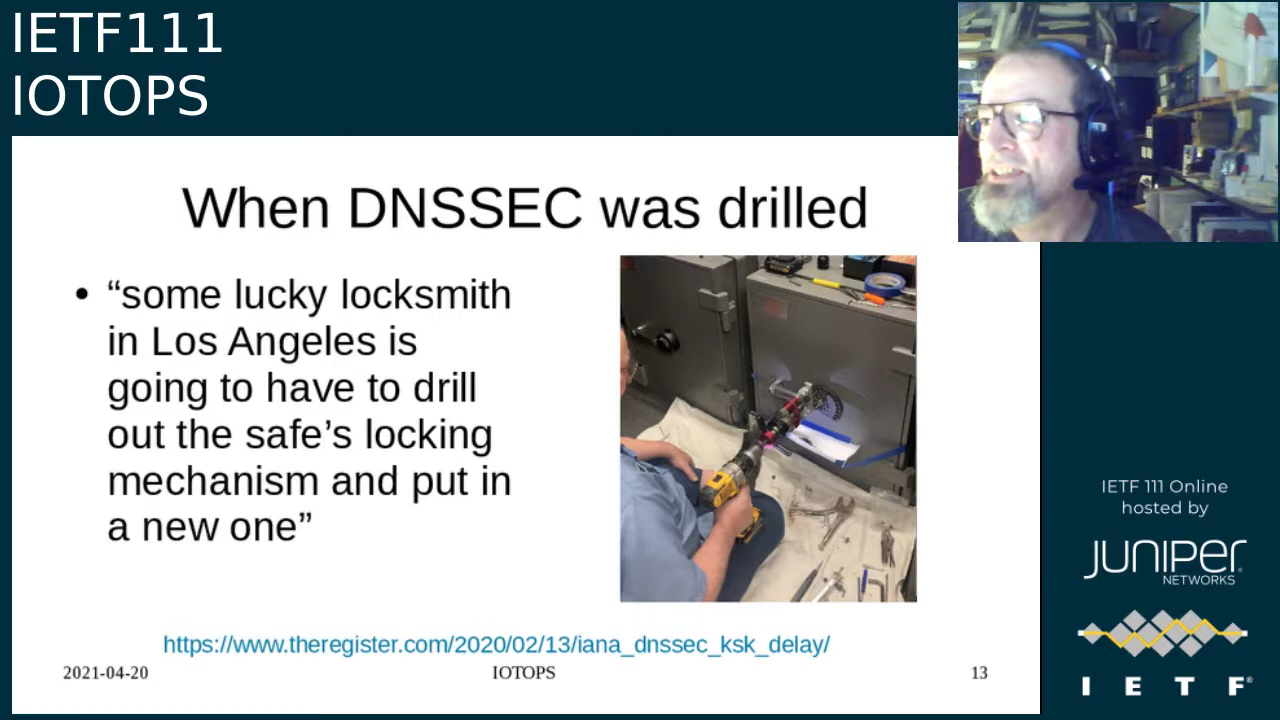 IETF111
IOTOPS
When DNSSEC was drilled
• “some lucky locksmith
in Los Angeles is
going to have to drill
out the safe’s locking
mechanism and put in
a new one”
https://www.theregister.com/2020/02/13/iana_dnssec_ksk_delay/
2021-04-20
IOTOPS
13
IETF 111 Online
hosted by
JUNIPER
NETWORKS
I E T F®